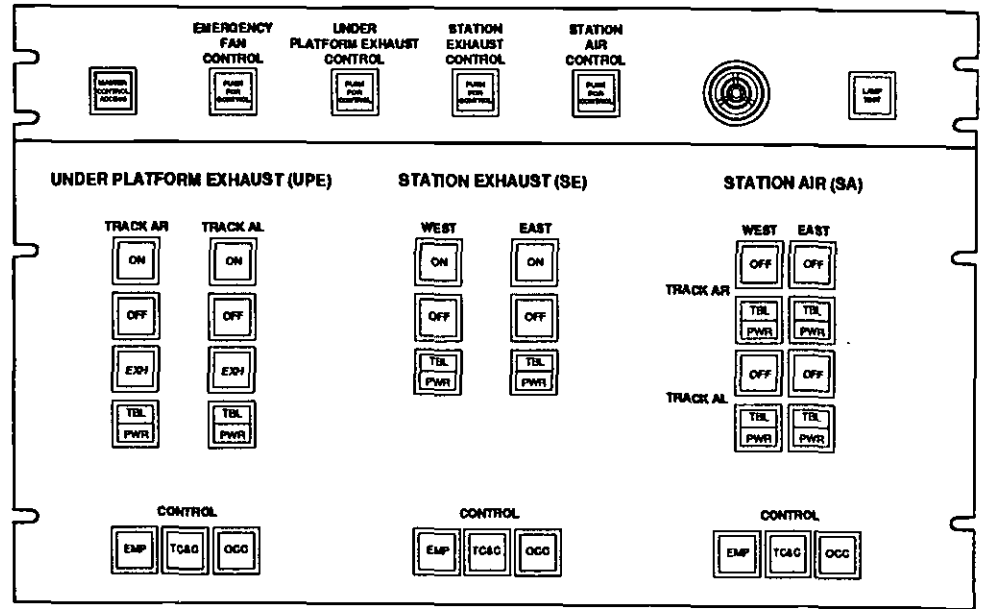 EMERGENCY FAN CONTROL
UNDER PLATFORM EXHAUST CONTROL
STATION EXHAUST CONTROL
STATION AIR CONTROL
MASTER CONTROL ACCESS
PUSH FOR CONTROL
PUSH FOR CONTROL
PUSH FOR CONTROL
PUSH FOR CONTROL
LAMP TEST
UNDER PLATFORM EXHAUST (UPE)
TRACK AR TRACK AL
ON ON
OFF OFF
EXH EXH
TBL TBL
PWR PWR
CONTROL
EMP TC&C OCC
STATION EXHAUST (SE)
WEST EAST
ON ON
OFF OFF
TBL TBL
PWR PWR
CONTROL
EMP TC&C OCC
STATION AIR (SA)
WEST EAST
OFF OFF
TRACK AR
TBL TBL
PWR PWR
OFF OFF
TRACK AL
TBL TBL
PWR PWR
CONTROL
EMP TC&C OCC